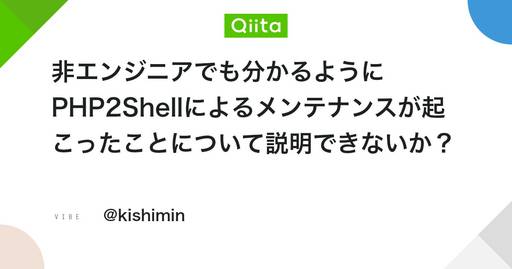 Qiita
非エンジニアでも分かるように
PHP2Shellによるメンテナンスが起
こったことについて説明できないか？
VIBE @kishimin